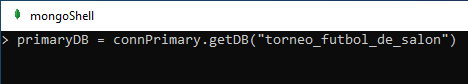 mongoShell
> primaryDB = connPrimary.getDB("torneo_futbol_de_salon")